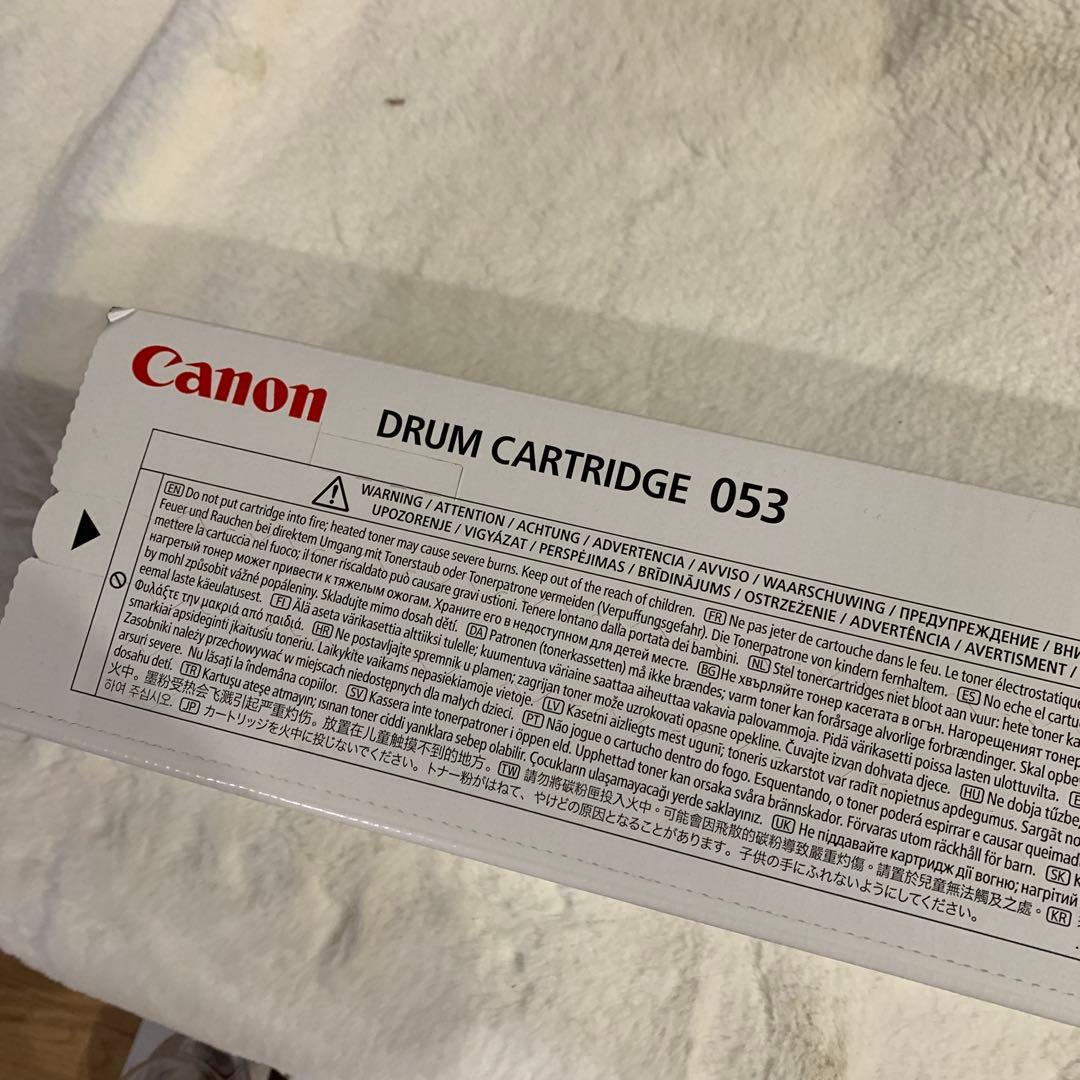 Canon
DRUM CARTRIDGE 053
WARNING / ATTENTION / ACHTUNG / ADVERTENCIA / AVVISO / WAARSCHUWING / ПРЕДУПРЕЖДЕНИЕ / ВНИ
UPOZORENJE / VIGYÁZAT / PERSPĖJIMAS / BRĪDINĀJUMS / OSTRZEŻENIE / ADVERTÊNCIA / AVERTISMENT /
EN Do not put cartridge into fire; heated toner may cause severe burns. Keep out of the reach of children. FR Ne pas jeter de cartouche dans le feu. Le toner électrostatique
Feuer und Rauchen bei direktem Umgang mit Tonerstaub oder Tonerpatrone vermeiden (Verpuffungsgefahr). Die Tonerpatrone von kindern fernhalten. ES No eche el cartu
mettere la cartuccia nel fuoco; il toner riscaldato può causare gravi ustioni. Tenere lontano dalla portata dei bambini. NL Stel tonercartridges niet bloot aan vuur: hete toner ka
нагретый тонер может привести к тяжелым ожогам. Храните его в недоступном для детей месте. BG Не хвърляйте тонер касетата в огън. Нагорещеният тонер
by mohl způsobit vážné popáleniny. Skladujte mimo dosah dětí. DA Patronen (tonerkassetten) må ikke brændes; varm toner kan forårsage alvorlige forbrændinger. Skal opbe
eemal laste käeulatusest. FI Älä aseta värikasettia alttiiksi tulelle; kuumentuva väriaine saattaa aiheuttaa vakavia palovammoja. Pidä värikasetti poissa lasten ulottuvilta.
Φυλάξτε την μακριά από παιδιά. HR Ne postavljajte spremnik u plamen; zagrijan toner može uzrokovati opasne opekline. Čuvajte izvan dohvata djece. HU Ne dobja tűzbe
smarkiai apsideginti įkaitusiu toneriu. Laikykite vaikams nepasiekiamoje vietoje. LV Kasetni aizliegts mest ugunī; toneris uzkarstot var radīt nopietnus apdegumus. Sargāt no
Zasobniki należy przechowywać w miejscach niedostępnych dla małych dzieci. PT Não jogue o cartucho dentro do fogo. Esquentando, o toner poderá espirrar e causar queimad
arsuri severe. Nu lăsați la îndemâna copiilor. SV Kassera inte tonerpatroner i öppen eld. Upphettad toner kan orsaka svåra brännskador. Förvaras utom räckhåll för barn. SK
dosahu detí. TR Kartuşu ateşe atmayın; ısınan toner ciddi yanıklara sebep olabilir. Çocukların ulaşamayacağı yerde saklayınız. UK Не піддавайте картридж дії вогню; нагрітий
火中。墨粉受热会飞溅引起严重灼伤。放置在儿童触摸不到的地方。 TW 請勿將碳粉匣投入火中。可能會因飛散的碳粉導致嚴重灼傷。請置於兒童無法觸及之處。 KR
하여 주십시오. JP カートリッジを火中に投じないでください。トナー粉がはねて、やけどの原因となることがあります。子供の手にふれないようにしてください。